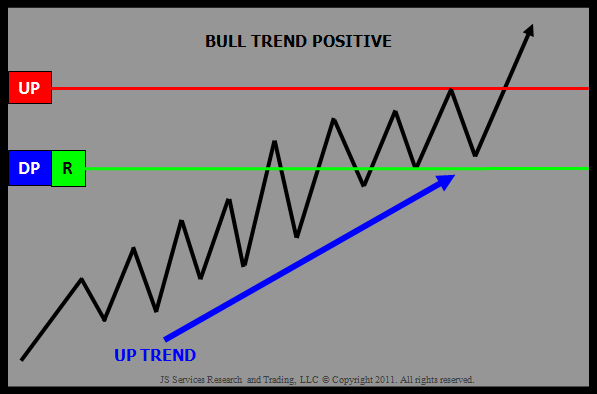 BULL TREND POSITIVE
UP
DP R
UP TREND
JS Services Research and Trading, LLC © Copyright 2011. All rights reserved.